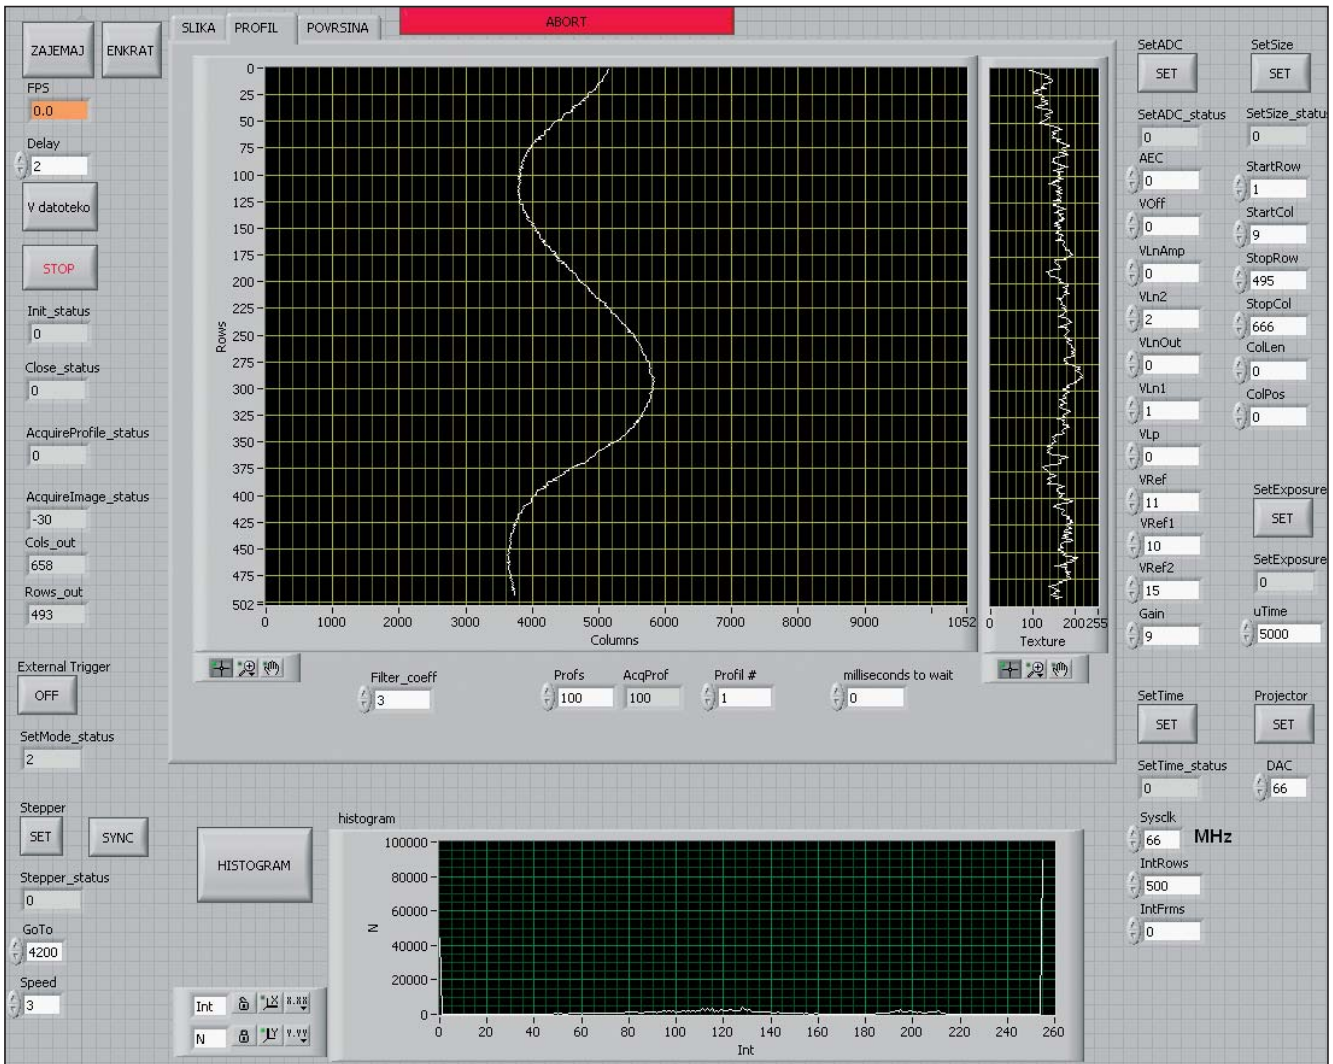 ZAJEMAJ
ENKRAT
FPS
0.0
Delay
2
V datoteko
STOP
Init_status
0
Close_status
0
AcquireProfile_status
0
AcquireImage_status
-30
Cols_out
658
Rows_out
493
External Trigger
OFF
SetMode_status
2
Stepper
SET
SYNC
Stepper_status
0
GoTo
4200
Speed
3
SLIKA
PROFIL
POVRSINA
ABORT
Rows
0
25
50
75
100
125
150
175
200
225
250
275
300
325
350
375
400
425
450
475
502
0 1000 2000 3000 4000 5000 6000 7000 8000 9000 1052
Columns
0 100 200 255
Texture
Filter_coeff
3
Profs
100
AcqProf
100
Profil #
1
milliseconds to wait
0
HISTOGRAM
histogram
N
100000
80000
60000
40000
20000
0
0 20 40 60 80 100 120 140 160 180 200 220 240 260
Int
Int
X
x.xx
N
Y
y.yy
SetADC
SET
SetADC_status
0
AEC
0
VOff
0
VLnAmp
0
VLn2
2
VLnOut
0
VLn1
1
VLp
0
VRef
11
VRef1
10
VRef2
15
Gain
9
SetSize
SET
SetSize_statu
0
StartRow
1
StartCol
9
StopRow
495
StopCol
666
ColLen
0
ColPos
0
SetExposure
SET
SetExposure
0
uTime
5000
SetTime
SET
SetTime_status
0
Sysclk
66 MHz
IntRows
500
IntFrms
0
Projector
SET
DAC
66